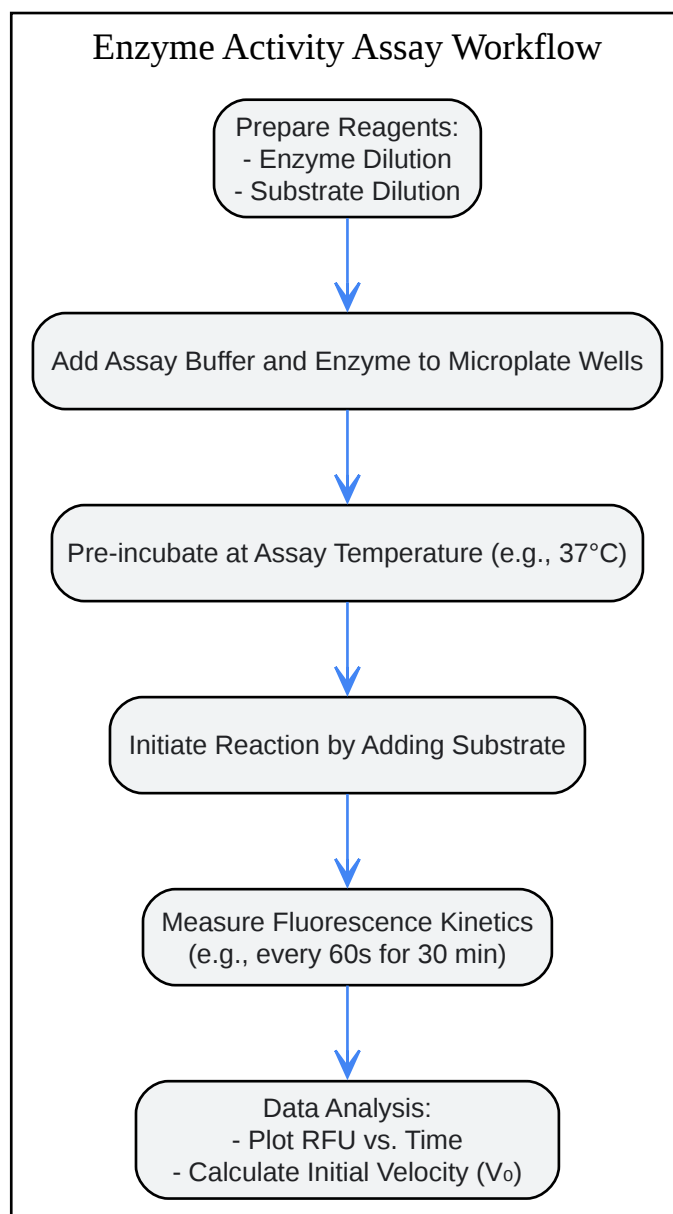 Enzyme Activity Assay Workflow
Prepare Reagents:
- Enzyme Dilution
- Substrate Dilution
Add Assay Buffer and Enzyme to Microplate Wells
Pre-incubate at Assay Temperature (e.g., 37°C)
Initiate Reaction by Adding Substrate
Measure Fluorescence Kinetics
(e.g., every 60s for 30 min)
Data Analysis:
- Plot RFU vs. Time
- Calculate Initial Velocity (V₀)